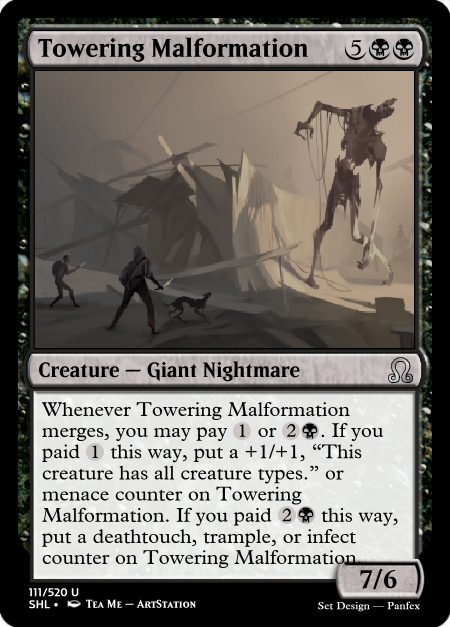 Towering Malformation 5
Creature — Giant Nightmare
Whenever Towering Malformation
merges, you may pay 1 or 2. If you
paid 1 this way, put a +1/+1, “This
creature has all creature types.” or
menace counter on Towering
Malformation. If you paid 2 this way,
put a deathtouch, trample, or infect
counter on Towering Malformation.
7/6
111/520 U
SHL • Tea Me — ArtStation
Set Design — Panfex